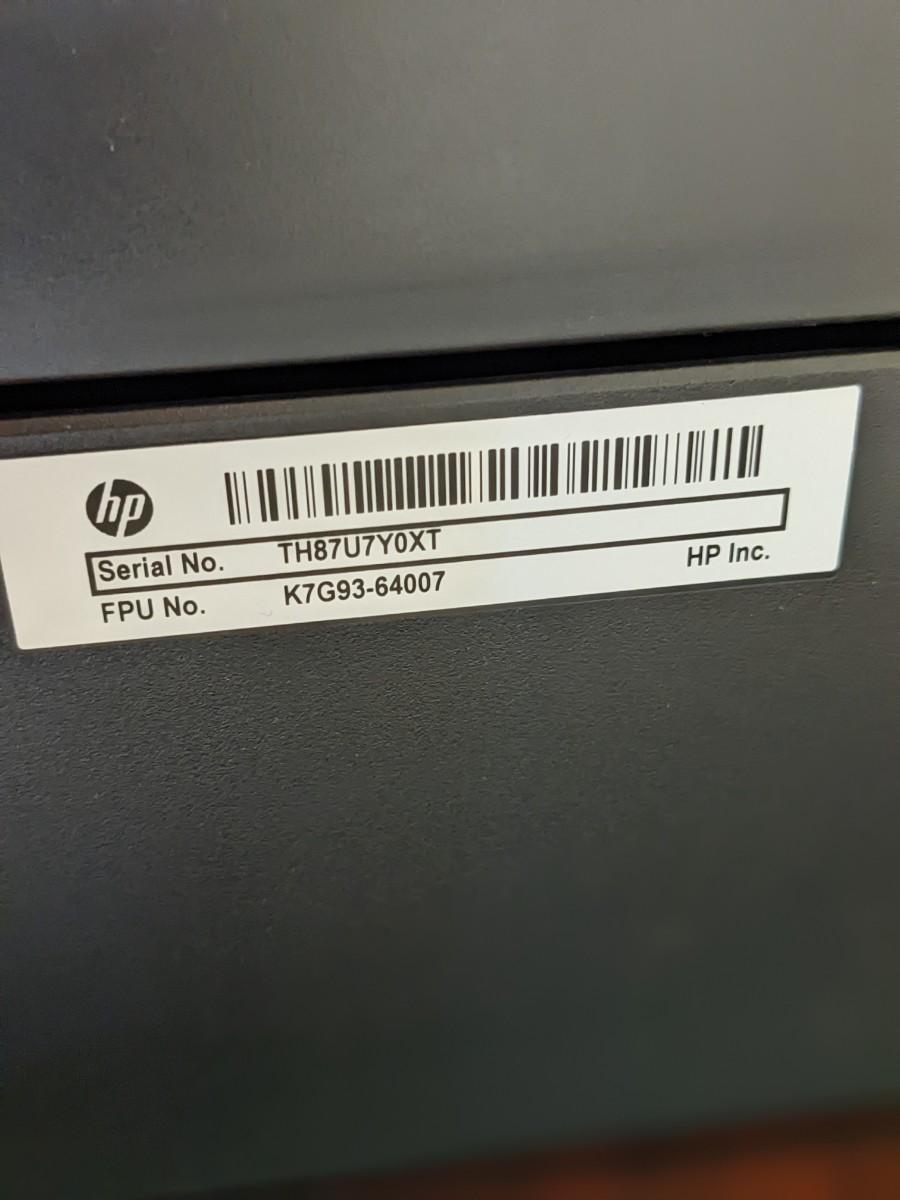 hp
Serial No. TH87U7Y0XT
FPU No. K7G93-64007
HP Inc.